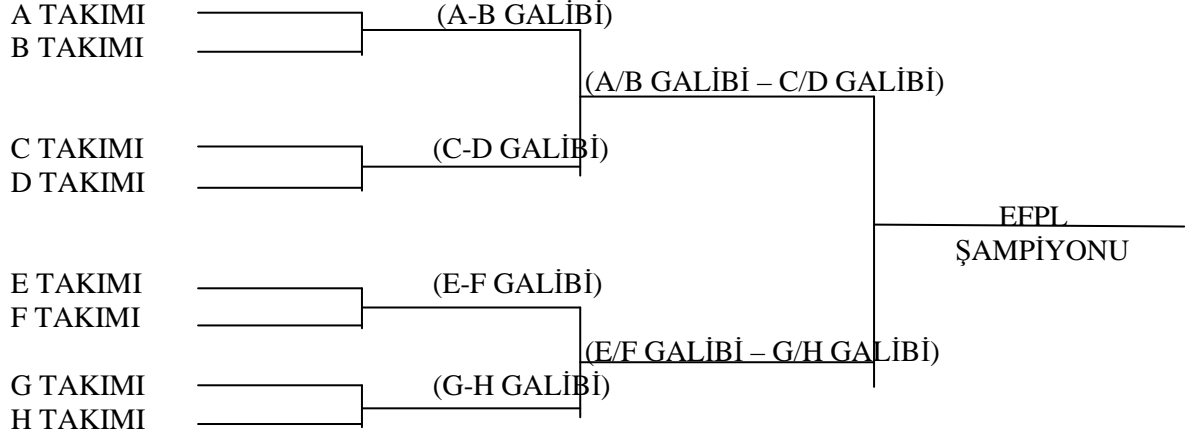 A TAKIMI (A-B GALİBİ)
B TAKIMI
(A/B GALİBİ – C/D GALİBİ)
C TAKIMI (C-D GALİBİ)
D TAKIMI
EFPL
ŞAMPİYONU
E TAKIMI (E-F GALİBİ)
F TAKIMI
(E/F GALİBİ – G/H GALİBİ)
G TAKIMI (G-H GALİBİ)
H TAKIMI